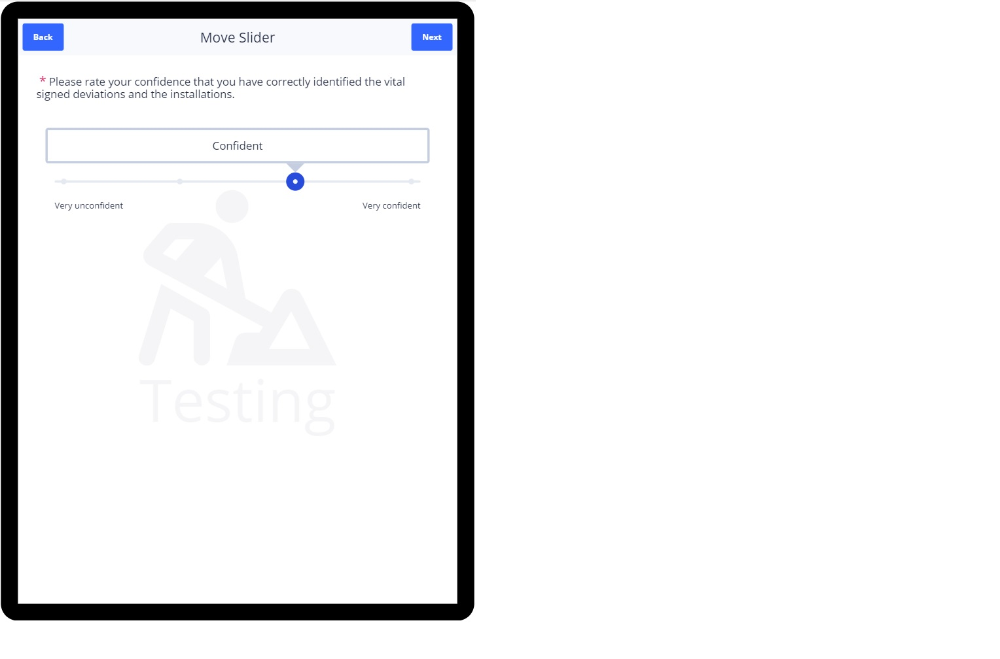 Back
Move Slider
Next
* Please rate your confidence that you have correctly identified the vital
signed deviations and the installations.
Confident
Very unconfident
Very confident
Testing